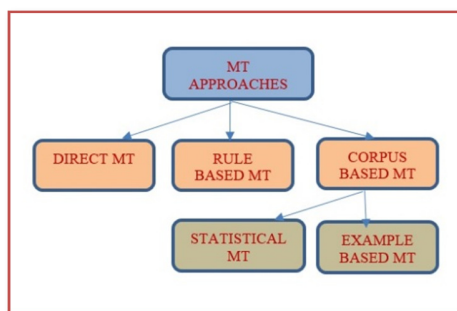 MT
APPROACHES
DIRECT MT
RULE
BASED MT
CORPUS
BASED MT
STATISTICAL
MT
EXAMPLE
BASED MT